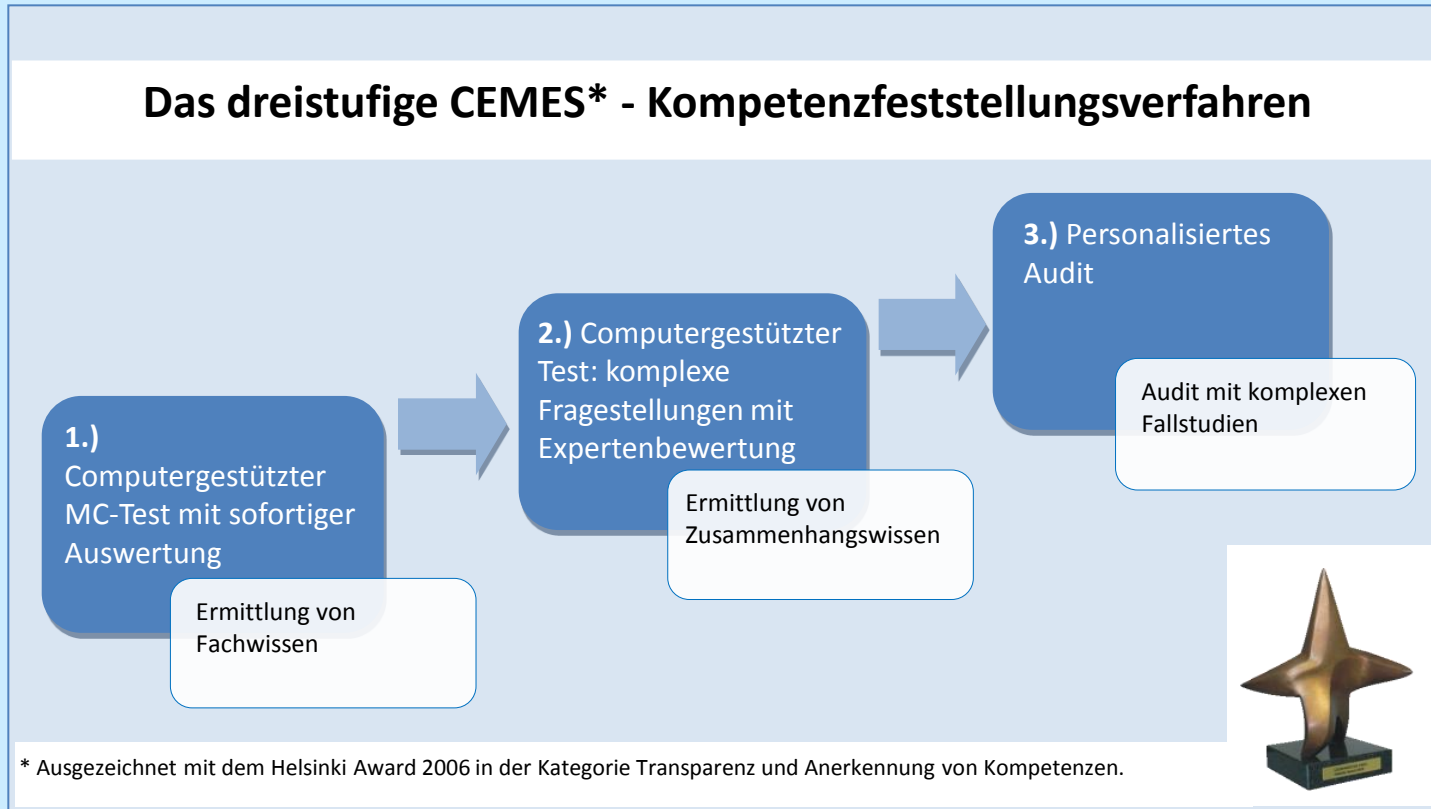 Das dreistufige CEMES* - Kompetenzfeststellungsverfahren
1.)
Computergestützter
MC-Test mit sofortiger
Auswertung
Ermittlung von
Fachwissen
2.) Computergestützter
Test: komplexe
Fragestellungen mit
Expertenbewertung
Ermittlung von
Zusammenhangswissen
3.) Personalisiertes
Audit
Audit mit komplexen
Fallstudien
* Ausgezeichnet mit dem Helsinki Award 2006 in der Kategorie Transparenz und Anerkennung von Kompetenzen.